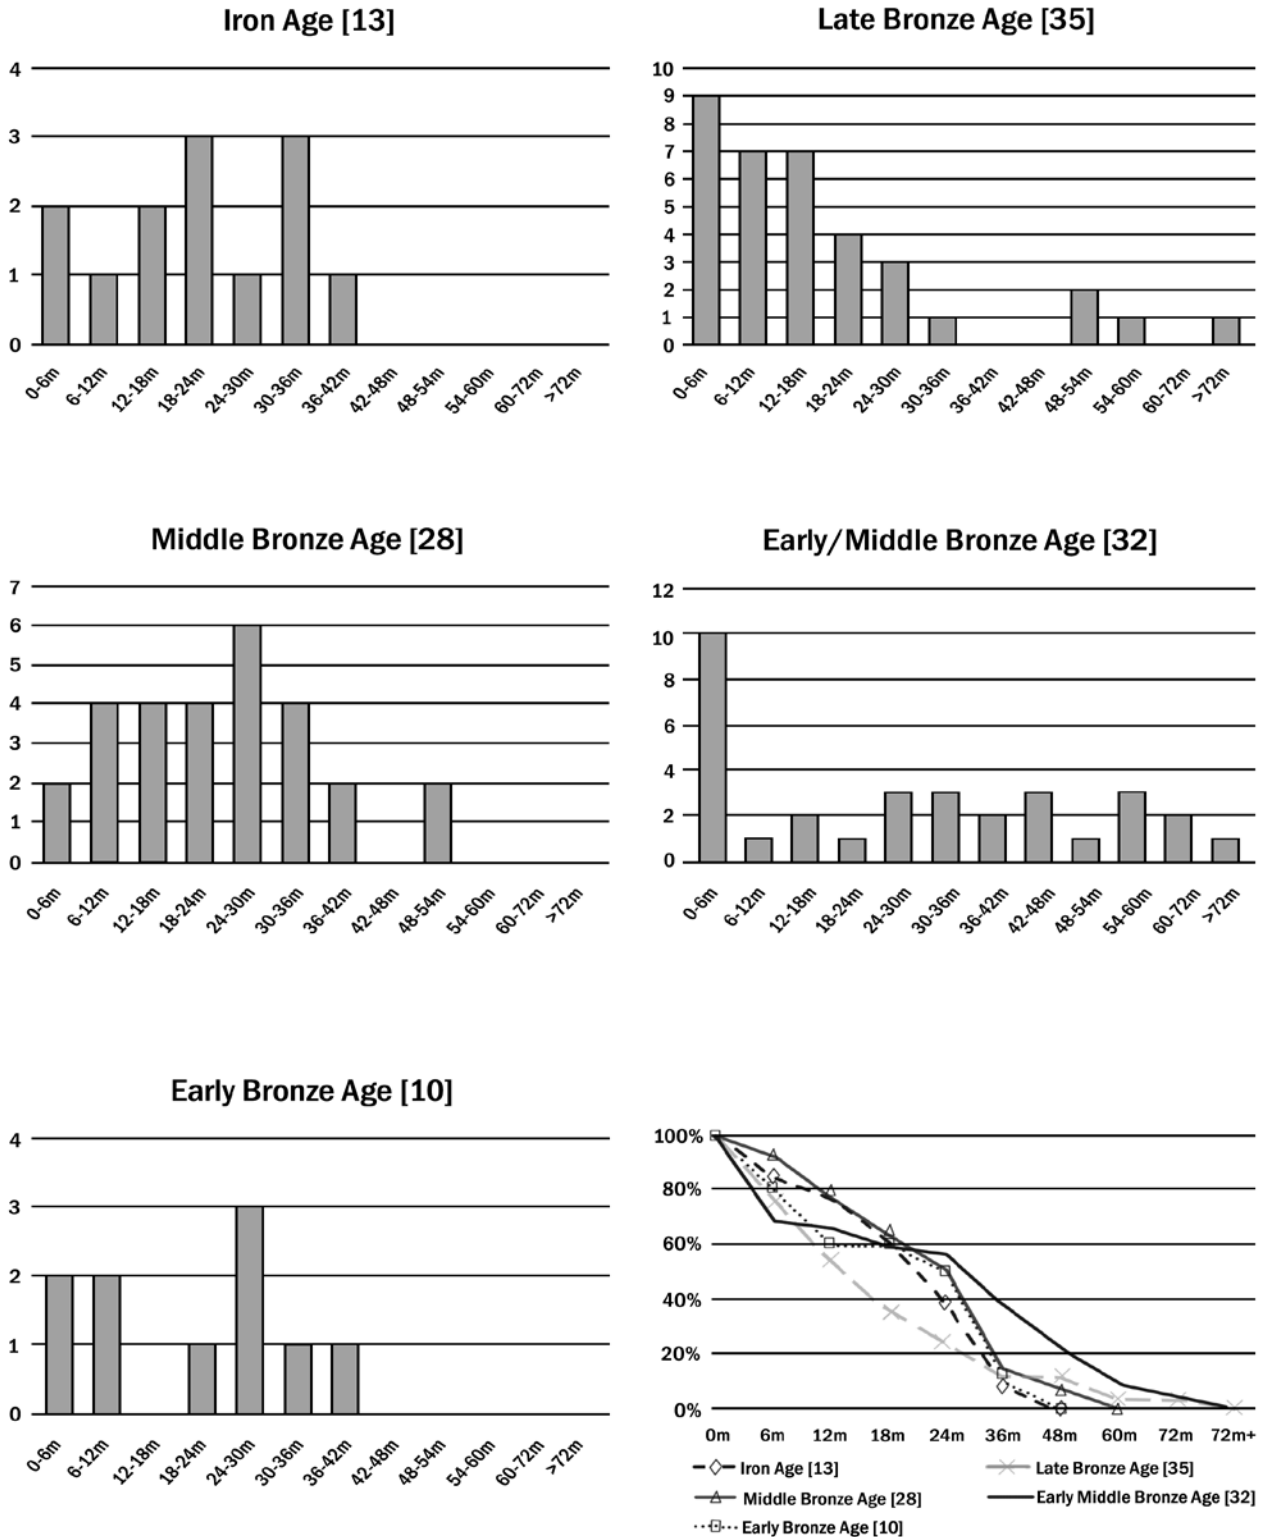 Iron Age [13]
4
3
2
1
0
0-6m
6-12m
12-18m
18-24m
24-30m
30-36m
36-42m
42-48m
48-54m
54-60m
60-72m
>72m
Late Bronze Age [35]
10
9
8
7
6
5
4
3
2
1
0
0-6m
6-12m
12-18m
18-24m
24-30m
30-36m
36-42m
42-48m
48-54m
54-60m
60-72m
>72m
Middle Bronze Age [28]
7
6
5
4
3
2
1
0
0-6m
6-12m
12-18m
18-24m
24-30m
30-36m
36-42m
42-48m
48-54m
54-60m
60-72m
>72m
Early/Middle Bronze Age [32]
12
10
8
6
4
2
0
0-6m
6-12m
12-18m
18-24m
24-30m
30-36m
36-42m
42-48m
48-54m
54-60m
60-72m
>72m
Early Bronze Age [10]
4
3
2
1
0
0-6m
6-12m
12-18m
18-24m
24-30m
30-36m
36-42m
42-48m
48-54m
54-60m
60-72m
>72m
100%
80%
60%
40%
20%
0%
0m 6m 12m 18m 24m 36m 48m 60m 72m 72m+
Iron Age [13]
Late Bronze Age [35]
Middle Bronze Age [28]
Early Middle Bronze Age [32]
Early Bronze Age [10]